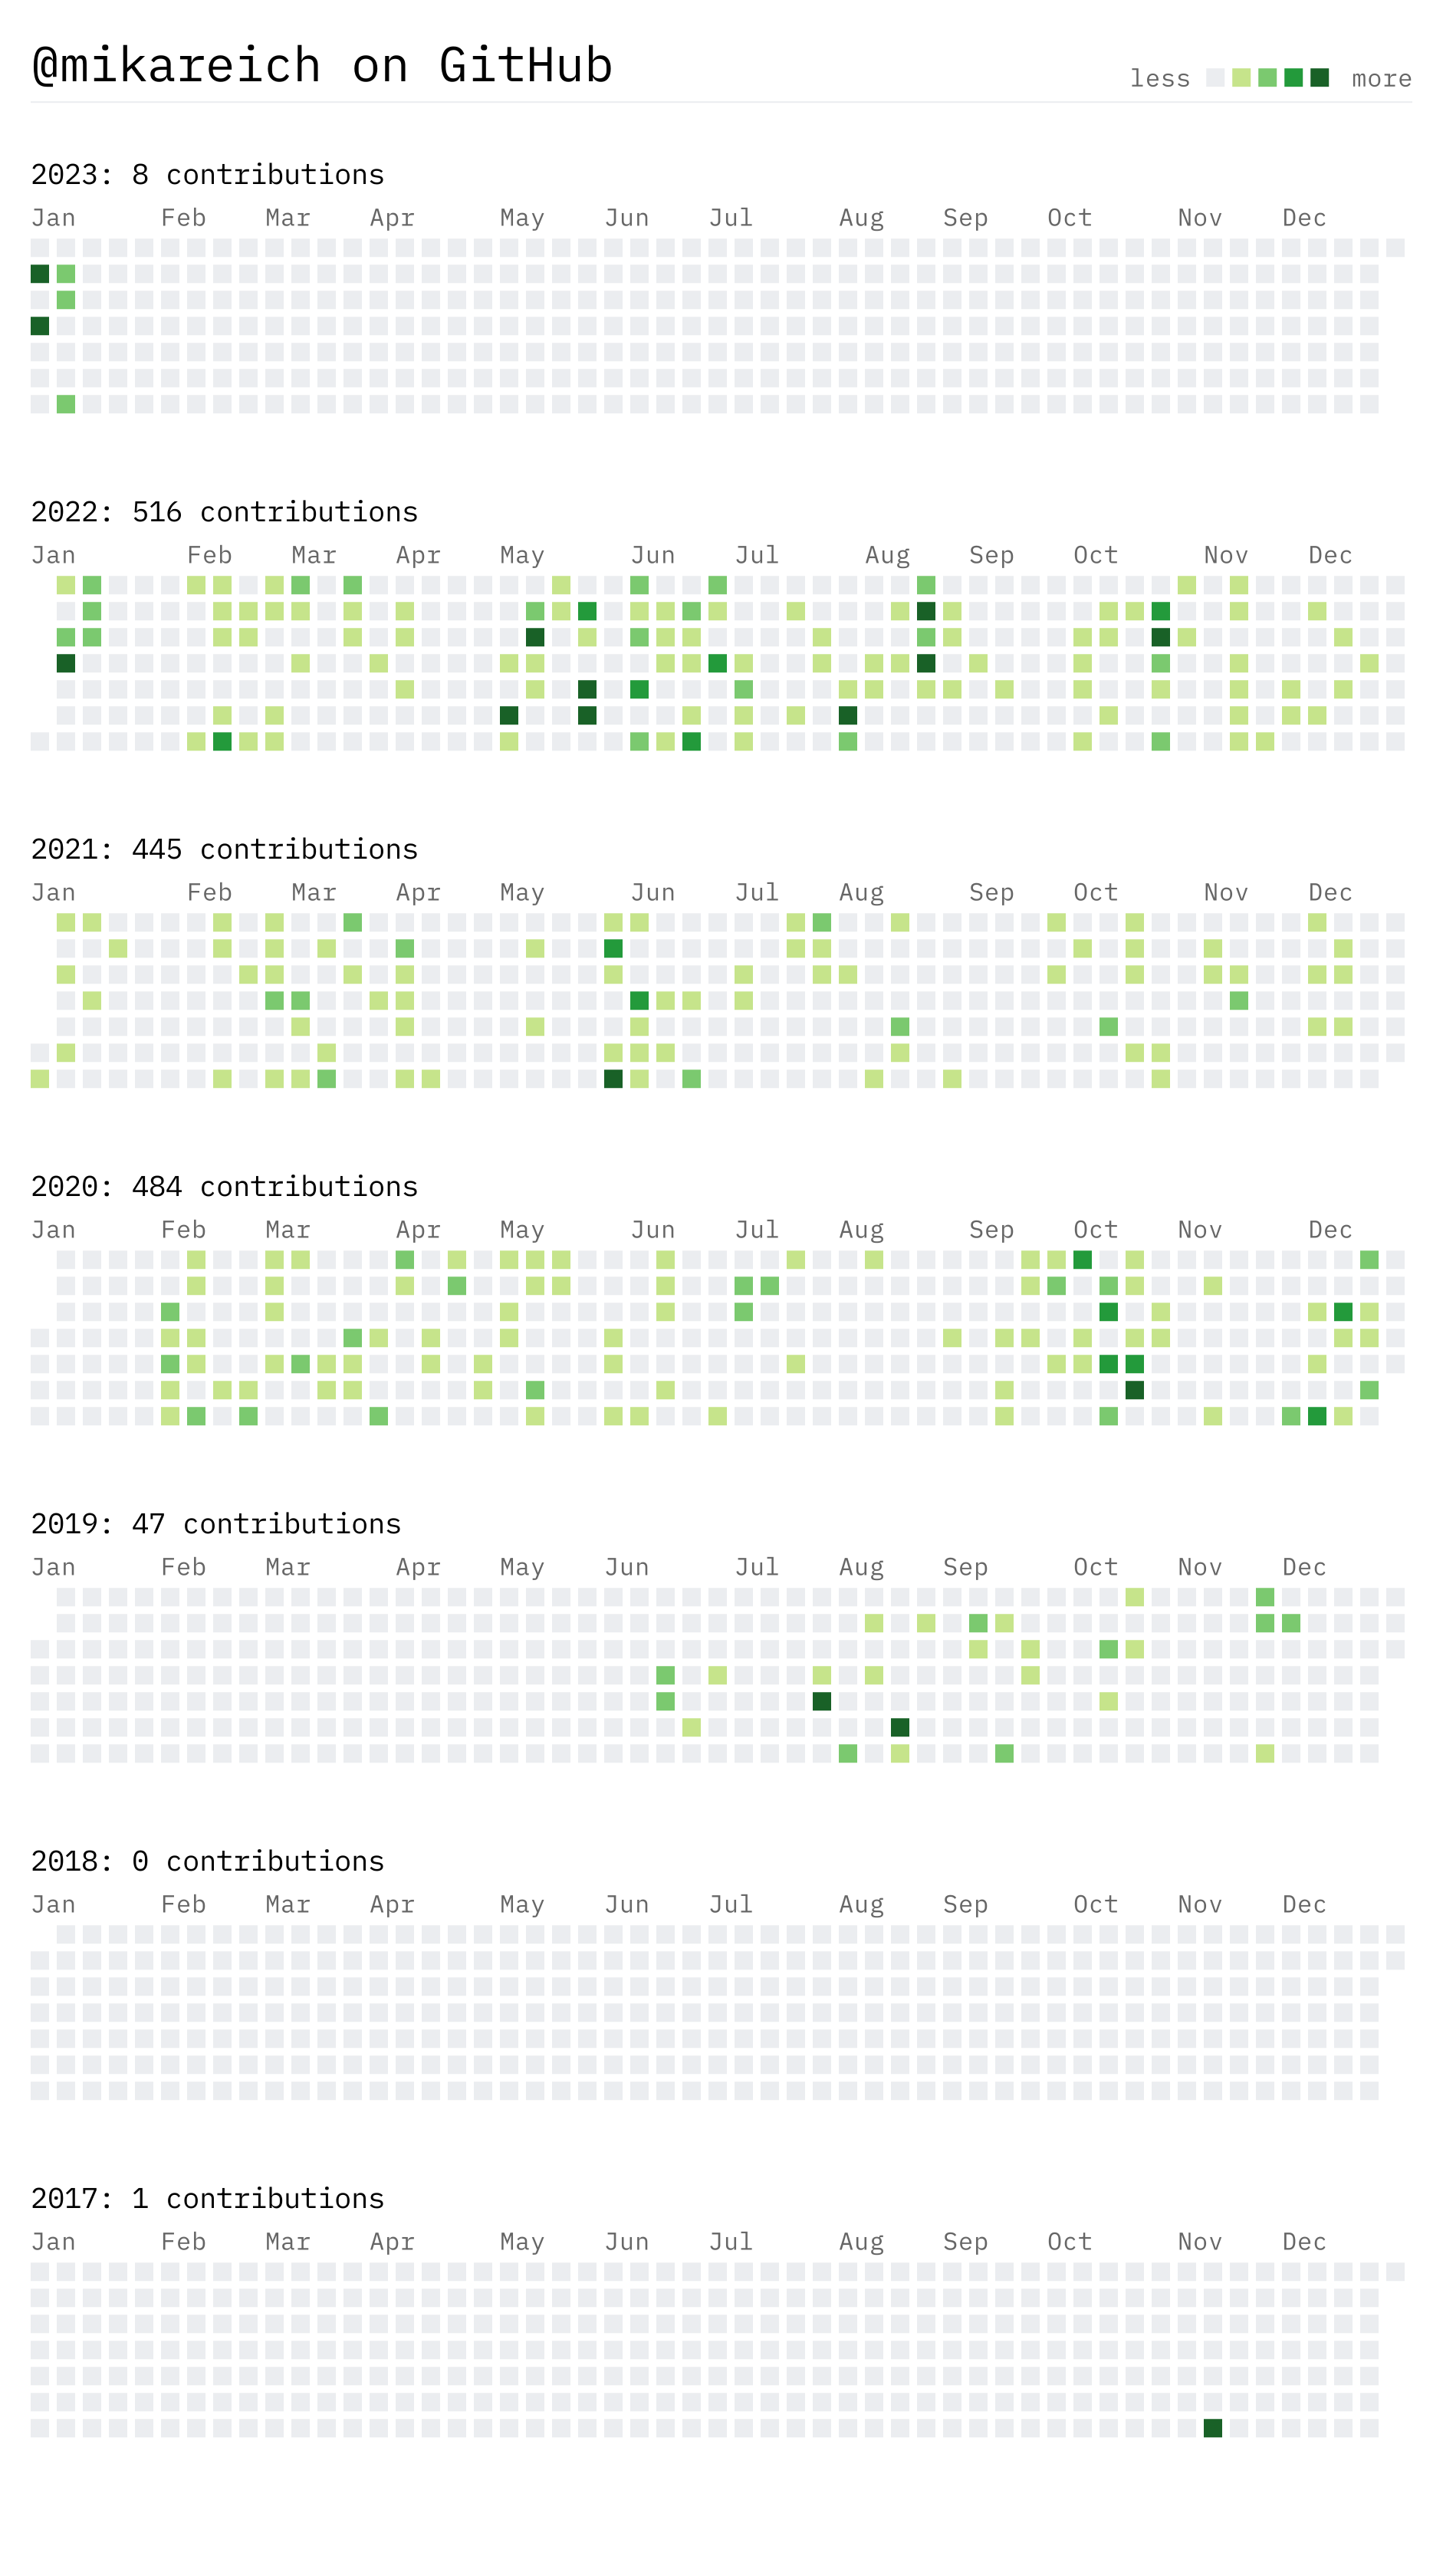 @mikareich on GitHub
less more
2023: 8 contributions
Jan Feb Mar Apr May Jun Jul Aug Sep Oct Nov Dec
2022: 516 contributions
Jan Feb Mar Apr May Jun Jul Aug Sep Oct Nov Dec
2021: 445 contributions
Jan Feb Mar Apr May Jun Jul Aug Sep Oct Nov Dec
2020: 484 contributions
Jan Feb Mar Apr May Jun Jul Aug Sep Oct Nov Dec
2019: 47 contributions
Jan Feb Mar Apr May Jun Jul Aug Sep Oct Nov Dec
2018: 0 contributions
Jan Feb Mar Apr May Jun Jul Aug Sep Oct Nov Dec
2017: 1 contributions
Jan Feb Mar Apr May Jun Jul Aug Sep Oct Nov Dec